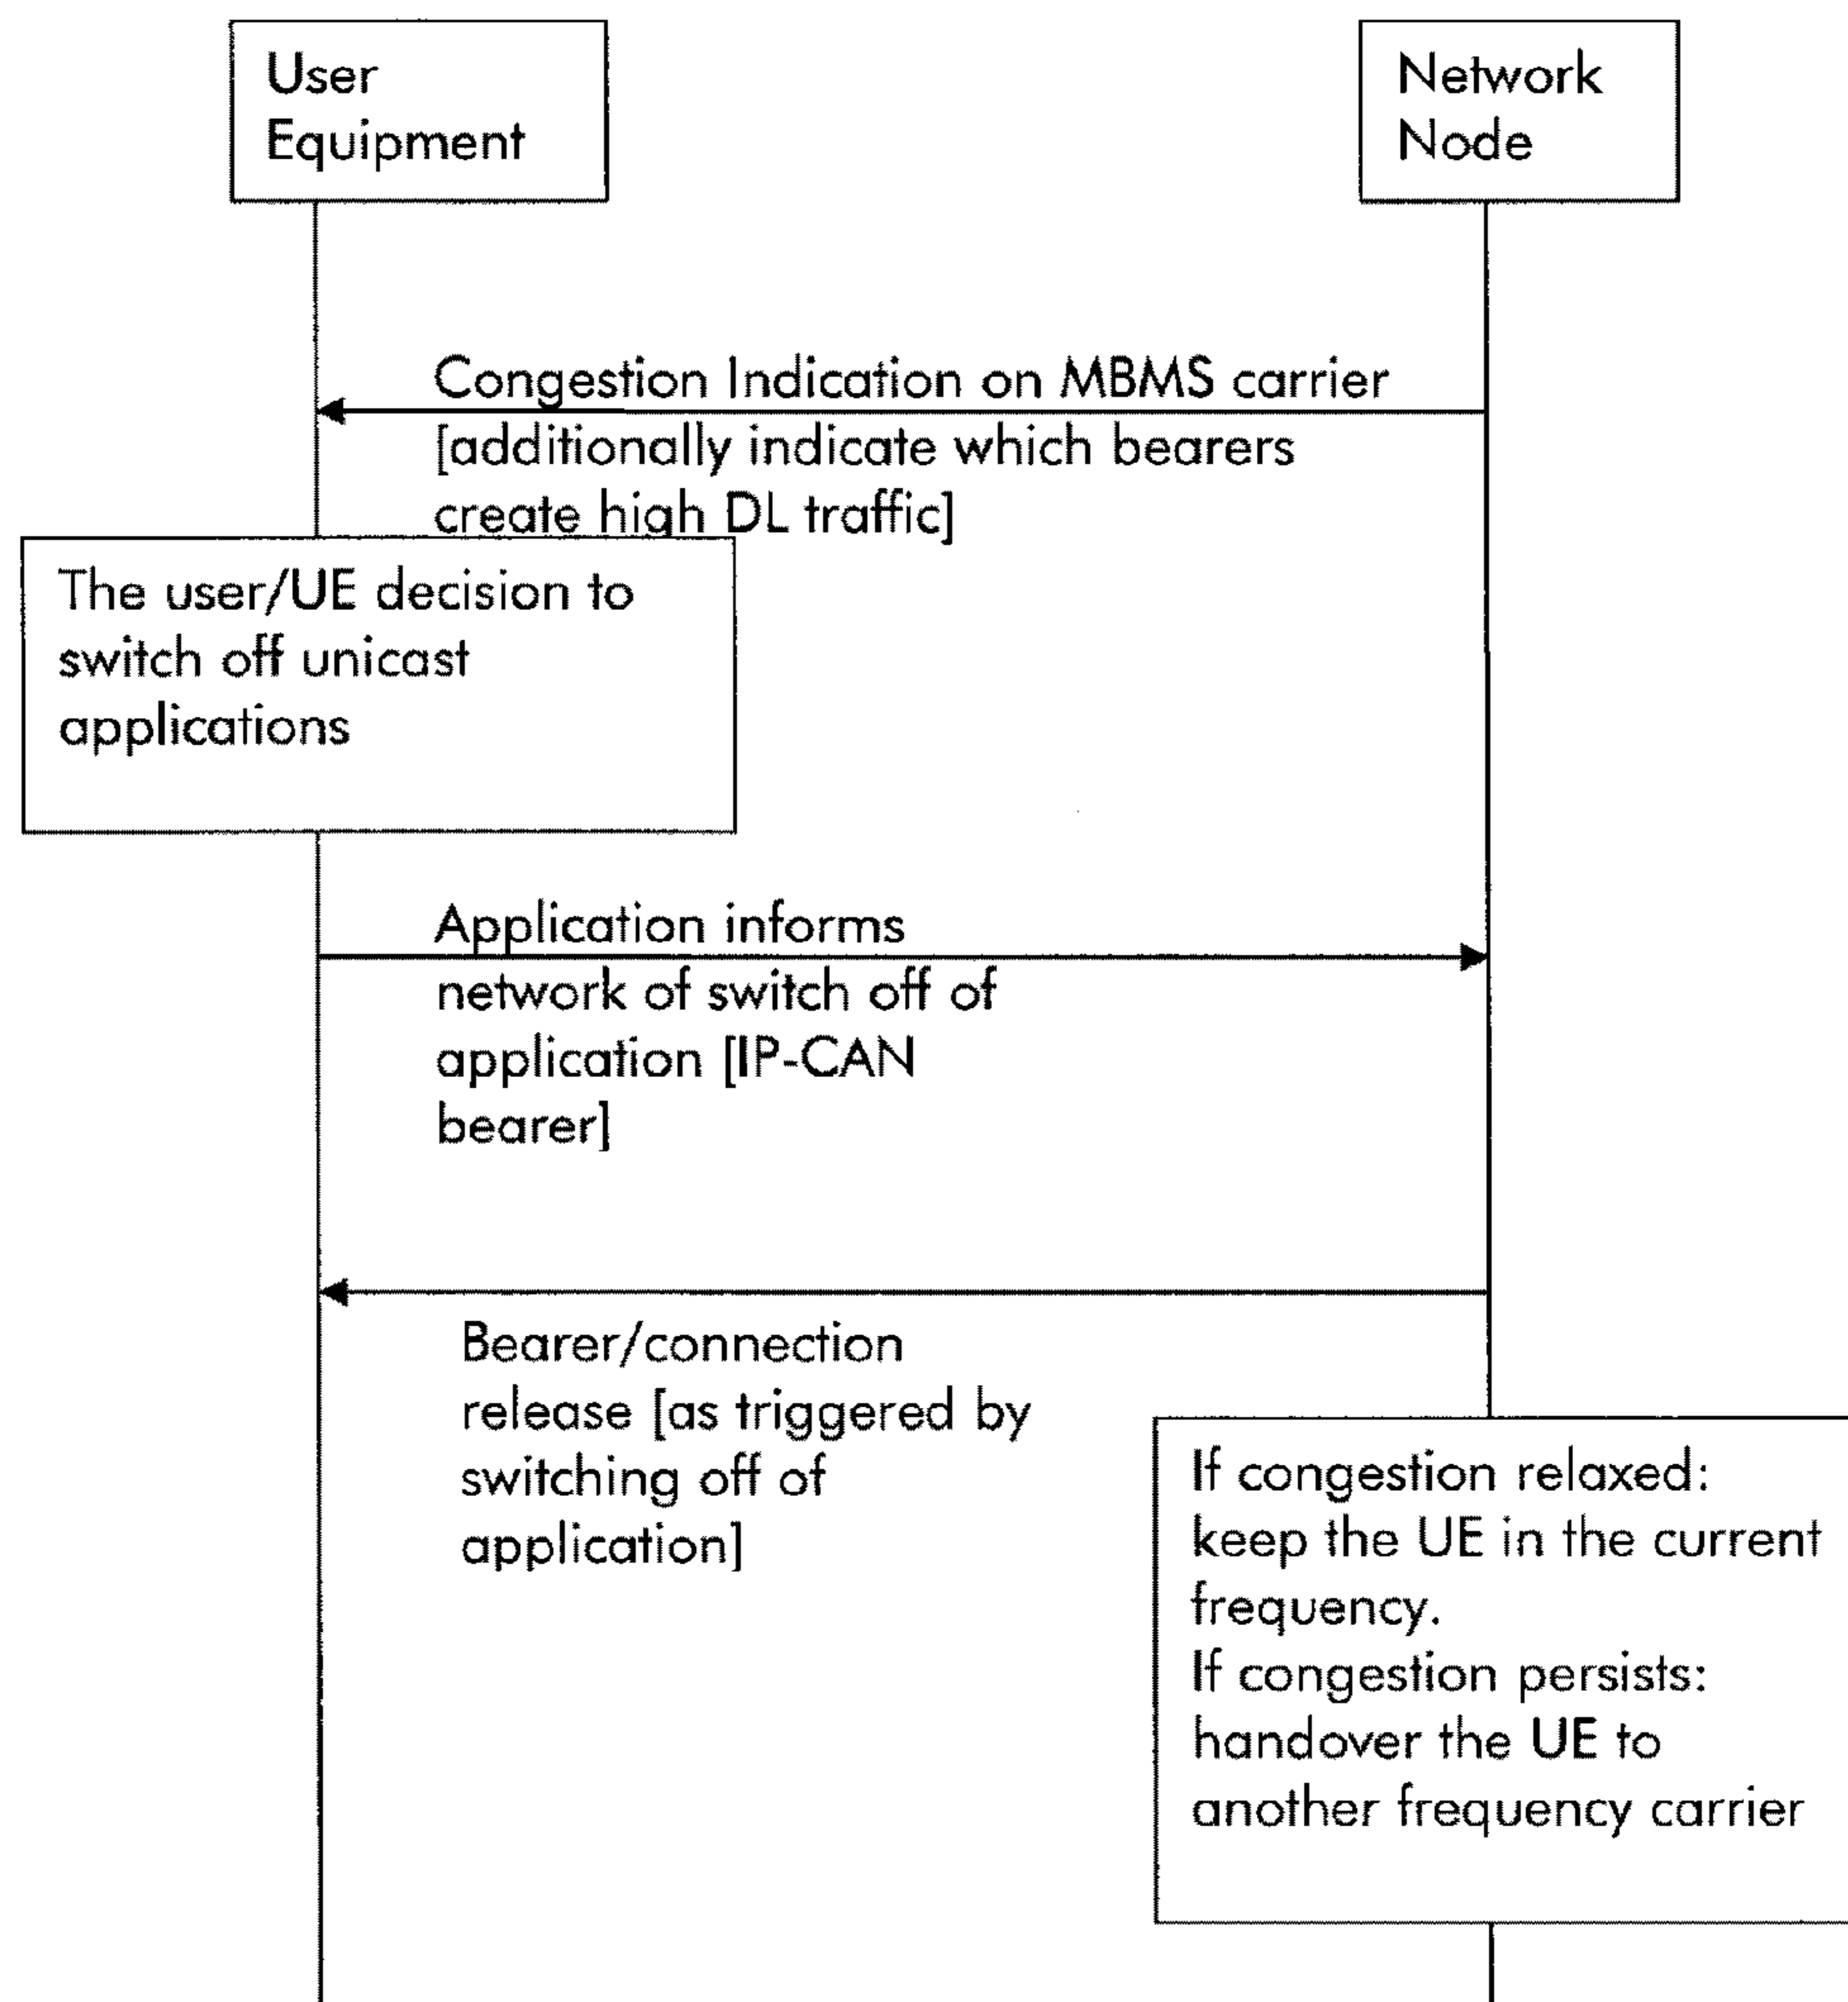 User
Equipment
Network
Node
Congestion Indication on MBMS carrier
[additionally indicate which bearers
create high DL traffic]
The user/UE decision to
switch off unicast
applications
Application informs
network of switch off of
application [IP-CAN
bearer]
Bearer/connection
release [as triggered by
switching off of
application]
If congestion relaxed:
keep the UE in the current
frequency.
If congestion persists:
handover the UE to
another frequency carrier